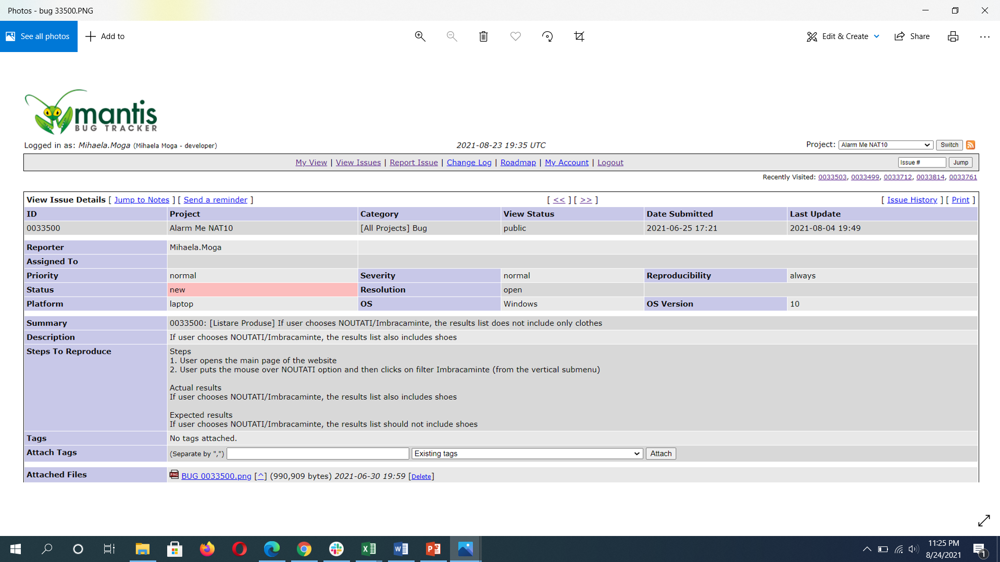 Photos - bug 33500.PNG
See all photos
Add to
Edit & Create
Share
mantis
BUG TRACKER
Logged in as: Mihaela.Moga (Mihaela Moga - developer)
2021-08-23 19:35 UTC
Project: Alarm Me NAT10 Switch
My View | View Issues | Report Issue | Change Log | Roadmap | My Account | Logout
Issue # Jump
Recently Visited: 0033503, 0033499, 0033712, 0033814, 0033761
View Issue Details [ Jump to Notes ] [ Send a reminder ] [ << ] [ >> ] [ Issue History ] [ Print ]
ID Project Category View Status Date Submitted Last Update
0033500 Alarm Me NAT10 [All Projects] Bug public 2021-06-25 17:21 2021-08-04 19:49
Reporter Mihaela.Moga
Assigned To
Priority normal Severity normal Reproducibility always
Status new Resolution open
Platform laptop OS Windows OS Version 10
Summary 0033500: [Listare Produse] If user chooses NOUTATI/Imbracaminte, the results list does not include only clothes
Description If user chooses NOUTATI/Imbracaminte, the results list also includes shoes
Steps To Reproduce Steps
1. User opens the main page of the website
2. User puts the mouse over NOUTATI option and then clicks on filter Imbracaminte (from the vertical submenu)
Actual results
If user chooses NOUTATI/Imbracaminte, the results list also includes shoes
Expected results
If user chooses NOUTATI/Imbracaminte, the results list should not include shoes
Tags No tags attached.
Attach Tags (Separate by ",") Existing tags Attach
Attached Files BUG 0033500.png [^] (990,909 bytes) 2021-06-30 19:59 [Delete]
11:25 PM
8/24/2021
1